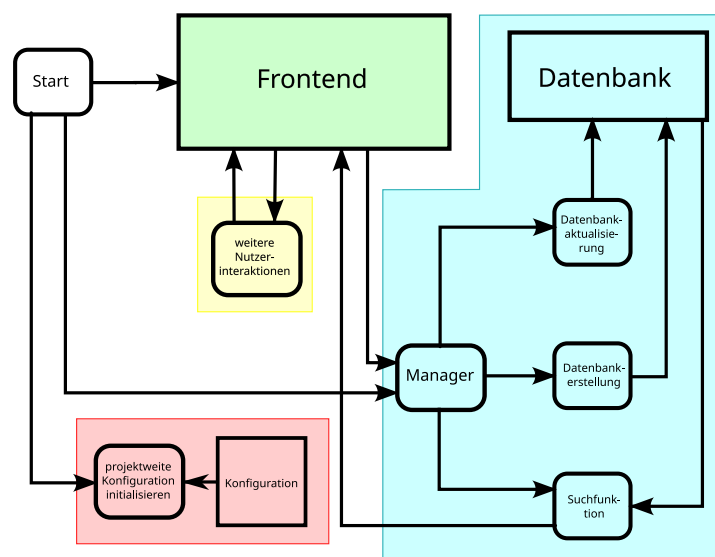 Start
Frontend
Datenbank
weitere
Nutzer-
interaktionen
Datenbank-
aktualisie-
rung
Manager
Datenbank-
erstellung
projektweite
Konfiguration
initialisieren
Konfiguration
Suchfunk-
tion